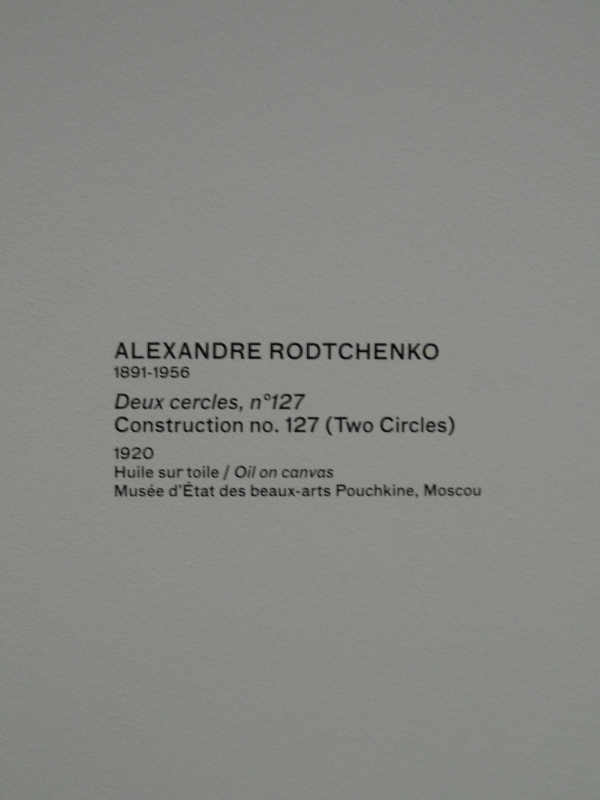 ALEXANDRE RODTCHENKO
1891-1956
Deux cercles, n°127
Construction no. 127 (Two Circles)
1920
Huile sur toile / Oil on canvas
Musée d'État des beaux-arts Pouchkine, Moscou